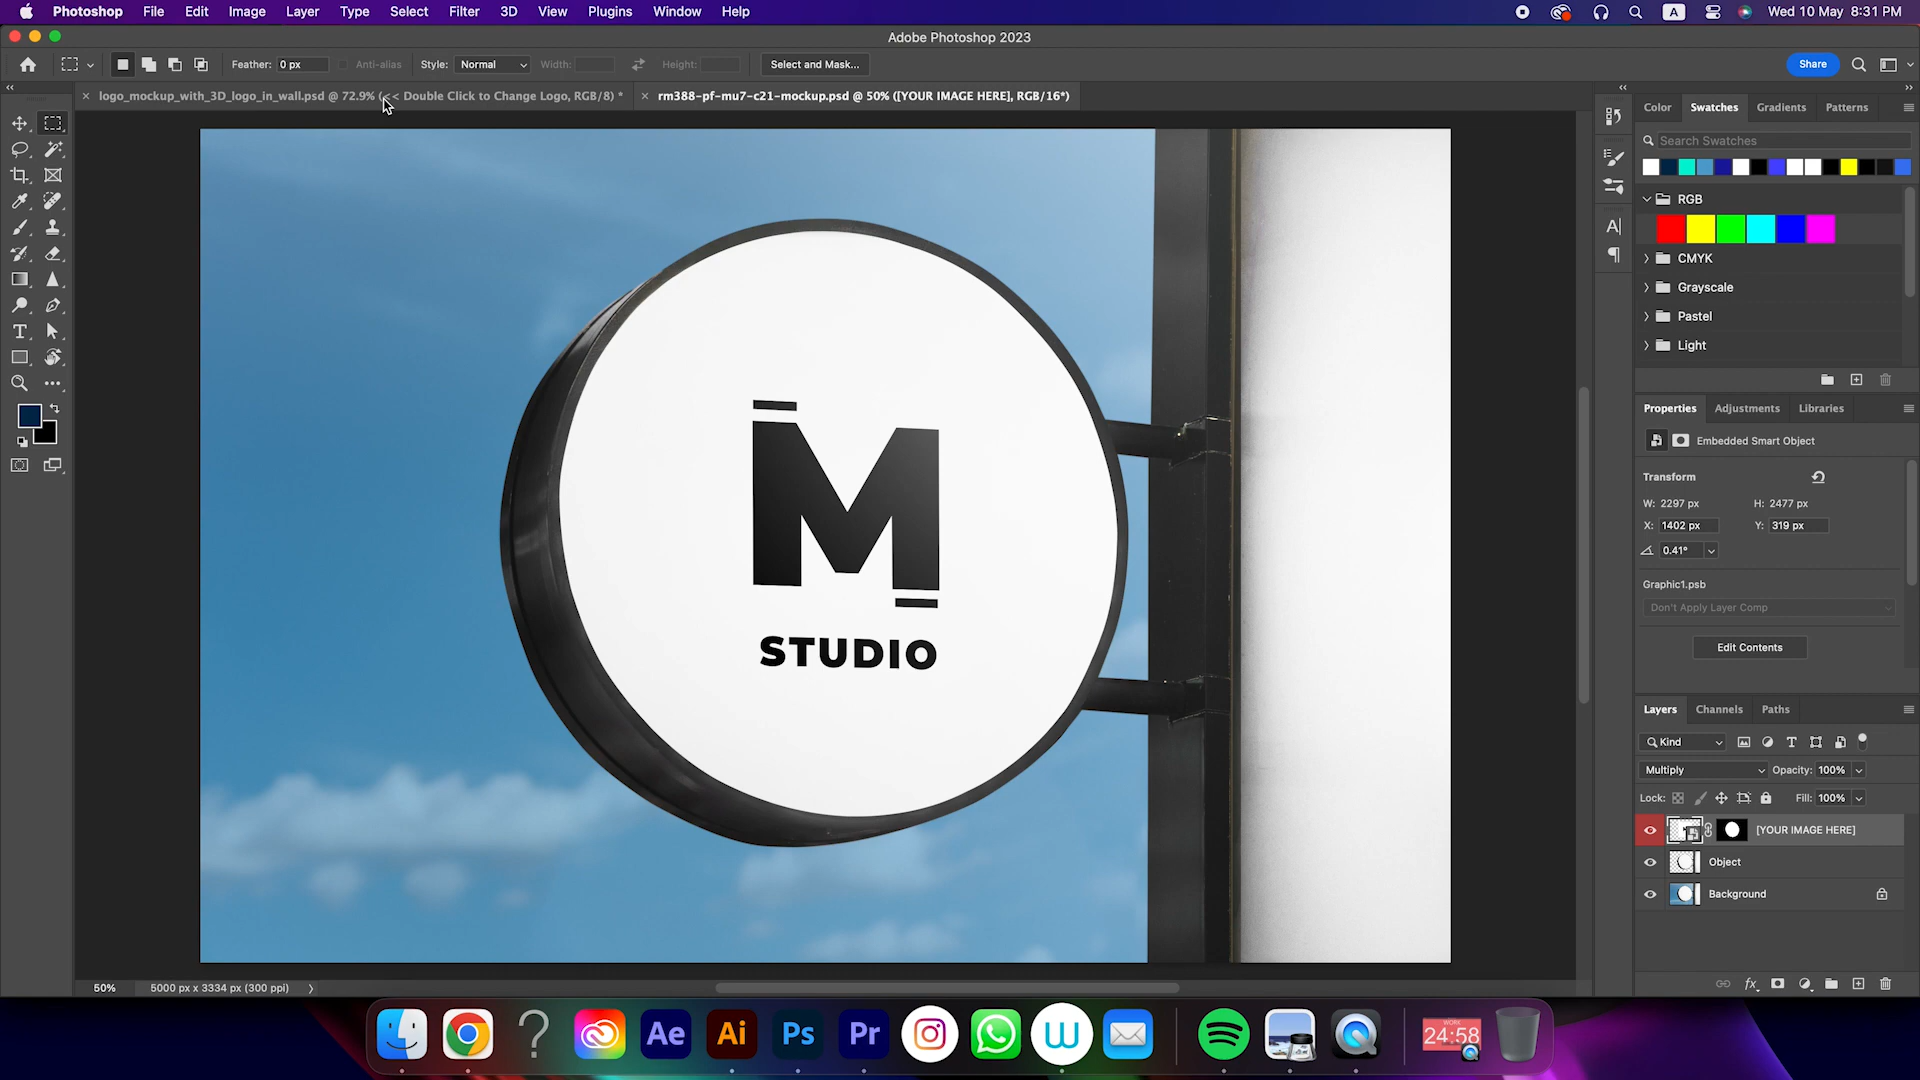 Photoshop File Edit Image Layer Type Select Filter 3D View Plugins Window Help
A Wed 10 May 8:31 PM
Adobe Photoshop 2023
Feather: 0 px Anti-alias Style: Normal Width: Height: Select and Mask... Share
logo_mockup_with_3D_logo_in_wall.psd @ 72.9% (<< Double Click to Change Logo, RGB/8) *
rm388-pf-mu7-c21-mockup.psd @ 50% ([YOUR IMAGE HERE], RGB/16*)
Color Swatches Gradients Patterns
Search Swatches
RGB
CMYK
Grayscale
Pastel
Light
M
STUDIO
Properties Adjustments Libraries
Embedded Smart Object
Transform
W: 2297 px H: 2477 px
X: 1402 px Y: 319 px
0.41°
Graphic1.psb
Don't Apply Layer Comp
Edit Contents
Layers Channels Paths
Kind
Multiply Opacity: 100%
Lock: Fill: 100%
[YOUR IMAGE HERE]
Object
Background
50% 5000 px x 3334 px (300 ppi)
Ae Ai Ps Pr
WORK
24:58